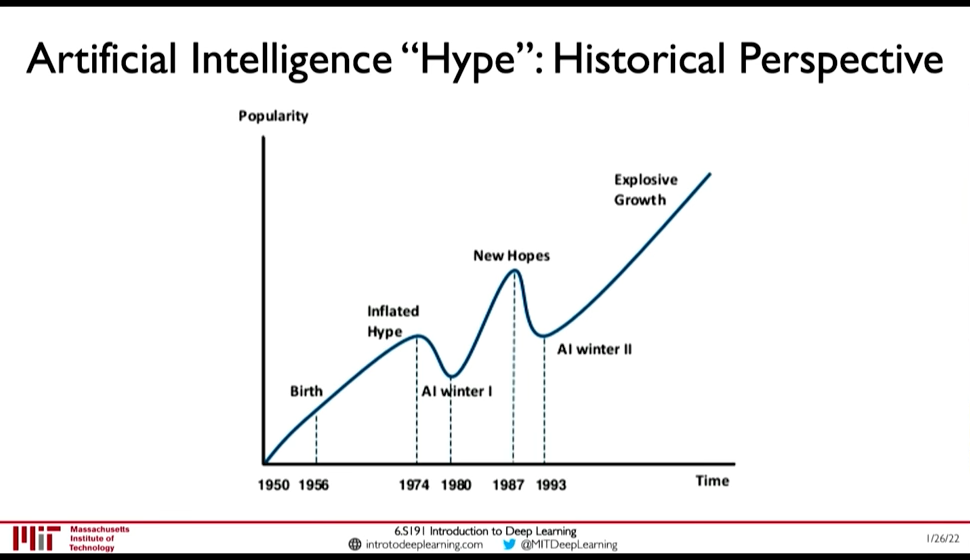 Artificial Intelligence “Hype”: Historical Perspective
Popularity
Explosive
Growth
New Hopes
Inflated
Hype
AI winter II
Birth
AI winter I
1950 1956 1974 1980 1987 1993
Time
Massachusetts
Institute of
Technology
6.S191 Introduction to Deep Learning
introtodeeplearning.com @MITDeepLearning
1/26/22